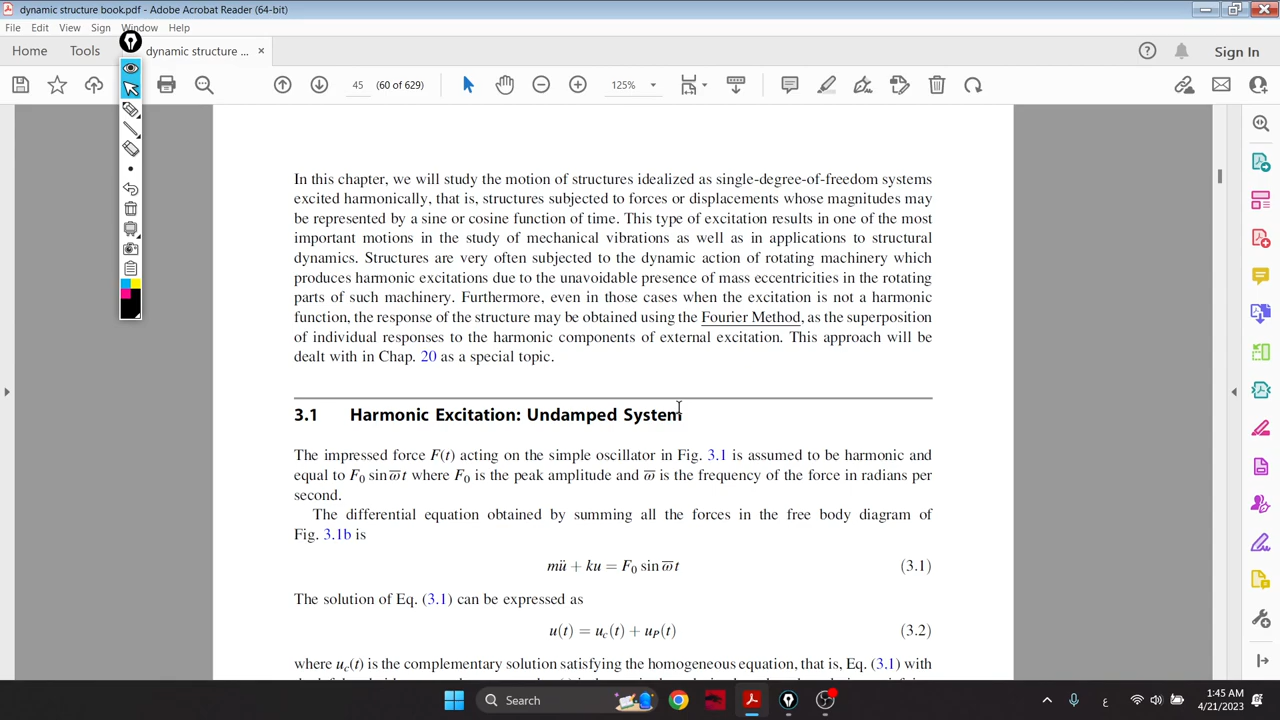 dynamic structure book.pdf - Adobe Acrobat Reader (64-bit)
File Edit View Sign Window Help
Home Tools dynamic structure ... × Sign In
45 (60 of 629) 125%
In this chapter, we will study the motion of structures idealized as single-degree-of-freedom systems
excited harmonically, that is, structures subjected to forces or displacements whose magnitudes may
be represented by a sine or cosine function of time. This type of excitation results in one of the most
important motions in the study of mechanical vibrations as well as in applications to structural
dynamics. Structures are very often subjected to the dynamic action of rotating machinery which
produces harmonic excitations due to the unavoidable presence of mass eccentricities in the rotating
parts of such machinery. Furthermore, even in those cases when the excitation is not a harmonic
function, the response of the structure may be obtained using the Fourier Method, as the superposition
of individual responses to the harmonic components of external excitation. This approach will be
dealt with in Chap. 20 as a special topic.
3.1 Harmonic Excitation: Undamped System
The impressed force F(t) acting on the simple oscillator in Fig. 3.1 is assumed to be harmonic and
equal to F₀ sin ω̅ t where F₀ is the peak amplitude and ω̅ is the frequency of the force in radians per
second.
The differential equation obtained by summing all the forces in the free body diagram of
Fig. 3.1b is
mü + ku = F₀ sin ω̅ t (3.1)
The solution of Eq. (3.1) can be expressed as
u(t) = u_c(t) + u_P(t) (3.2)
where u_c(t) is the complementary solution satisfying the homogeneous equation, that is, Eq. (3.1) with
Search ع 1:45 AM
4/21/2023